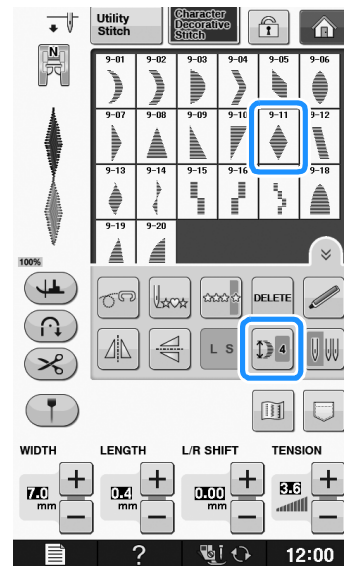 Utility
Stitch
Character
Decorative
Stitch
N
9-01 9-02 9-03 9-04 9-05 9-06
9-07 9-08 9-09 9-10 9-11 9-12
9-13 9-14 9-15 9-16 9-18
9-19 9-20
100%
DELETE
L S 4
WIDTH LENGTH L/R SHIFT TENSION
7.0 mm 0.4 mm 0.00 mm 3.6
+ + + +
− − − −
? 12:00